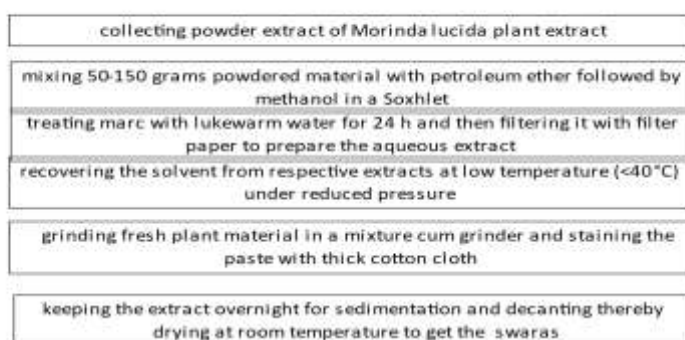 collecting powder extract of Morinda lucida plant extract
mixing 50-150 grams powdered material with petroleum ether followed by
methanol in a Soxhlet
treating marc with lukewarm water for 24 h and then filtering it with filter
paper to prepare the aqueous extract
recovering the solvent from respective extracts at low temperature (<40°C)
under reduced pressure
grinding fresh plant material in a mixture cum grinder and staining the
paste with thick cotton cloth
keeping the extract overnight for sedimentation and decanting thereby
drying at room temperature to get the swaras